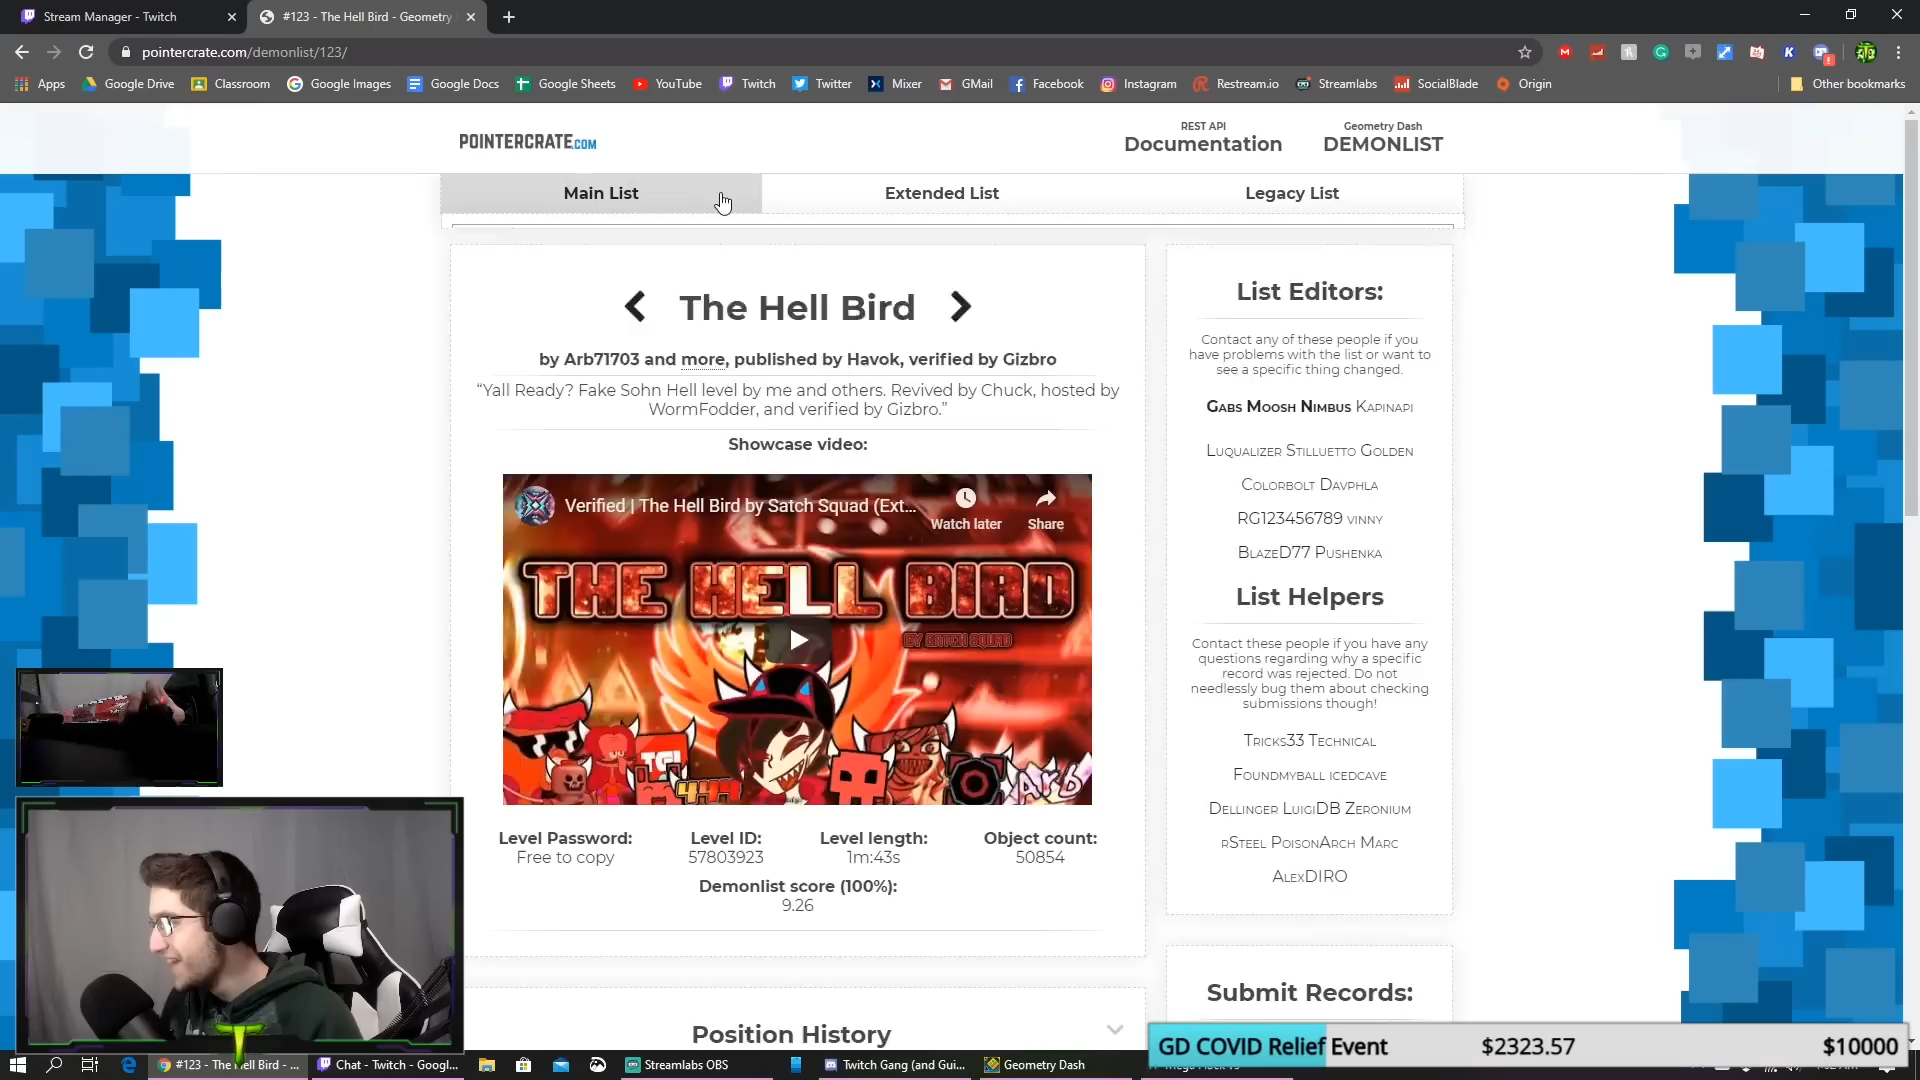 Stream Manager - Twitch
#123 - The Hell Bird - Geometry
pointercrate.com/demonlist/123/
Apps Google Drive Classroom Google Images Google Docs Google Sheets YouTube Twitch Twitter Mixer GMail Facebook Instagram Restream.io Streamlabs SocialBlade Origin Other bookmarks
POINTERCRATE.COM
REST API
Documentation
Geometry Dash
DEMONLIST
Main List Extended List Legacy List
The Hell Bird
by Arb71703 and more, published by Havok, verified by Gizbro
“Yall Ready? Fake Sohn Hell level by me and others. Revived by Chuck, hosted by
WormFodder, and verified by Gizbro.”
Showcase video:
Verified | The Hell Bird by Satch Squad (Ext...
Watch later Share
THE HELL BIRD
BY SATCH SQUAD
TCI
444
Arb
Level Password:
Free to copy
Level ID:
57803923
Level length:
1m:43s
Object count:
50854
Demonlist score (100%):
9.26
Position History
List Editors:
Contact any of these people if you
have problems with the list or want to
see a specific thing changed.
Gabs Moosh Nimbus Kapinapi
Luqualizer Stilluetto Golden
Colorbolt Davphla
RG123456789 vinny
BlazeD77 Pushenka
List Helpers
Contact these people if you have any
questions regarding why a specific
record was rejected. Do not
needlessly bug them about checking
submissions though!
Tricks33 Technical
Foundmyball icedcave
Dellinger LuigiDB Zeronium
rSteel PoisonArch Marc
AlexDIRO
Submit Records:
GD COVID Relief Event $2323.57 $10000
#123 - The Hell Bird - ...
Chat - Twitch - Googl...
Streamlabs OBS
Twitch Gang (and Gui...
Geometry Dash